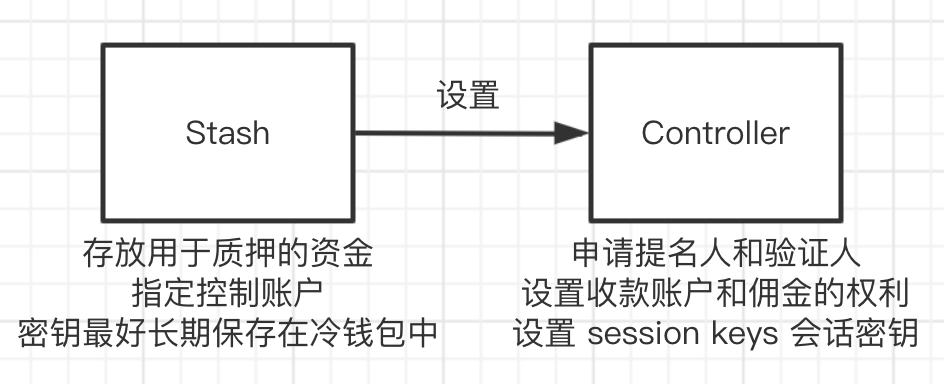 设置
Stash
Controller
存放用于质押的资金
指定控制账户
密钥最好长期保存在冷钱包中
申请提名人和验证人
设置收款账户和佣金的权利
设置 session keys 会话密钥